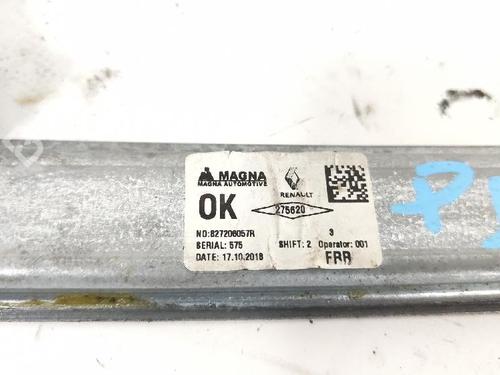 MAGNA
MAGNA AUTOMOTIVE
RENAULT
OK
275620
NO:827206057R
3
SERIAL: 575
SHIFT: 2 Operator: 001
DATE: 17.10.2018
FRR